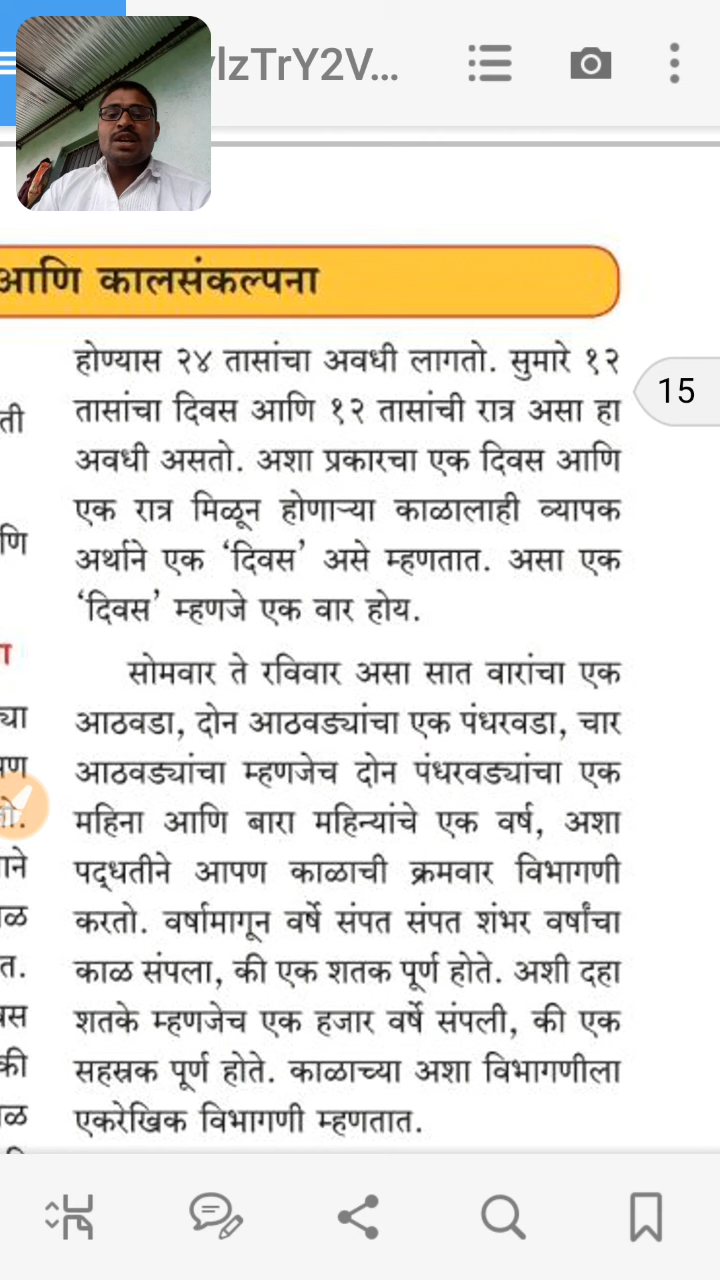 ylzTrY2V...
आणि कालसंकल्पना
होण्यास २४ तासांचा अवधी लागतो. सुमारे १२
तासांचा दिवस आणि १२ तासांची रात्र असा हा
अवधी असतो. अशा प्रकारचा एक दिवस आणि
एक रात्र मिळून होणाऱ्या काळालाही व्यापक
अर्थाने एक ‘दिवस’ असे म्हणतात. असा एक
‘दिवस’ म्हणजे एक वार होय.
सोमवार ते रविवार असा सात वारांचा एक
आठवडा, दोन आठवड्यांचा एक पंधरवडा, चार
आठवड्यांचा म्हणजेच दोन पंधरवड्यांचा एक
महिना आणि बारा महिन्यांचे एक वर्ष, अशा
पद्धतीने आपण काळाची क्रमवार विभागणी
करतो. वर्षामागून वर्षे संपत संपत शंभर वर्षांचा
काळ संपला, की एक शतक पूर्ण होते. अशी दहा
शतके म्हणजेच एक हजार वर्षे संपली, की एक
सहस्रक पूर्ण होते. काळाच्या अशा विभागणीला
एकरेखिक विभागणी म्हणतात.
15